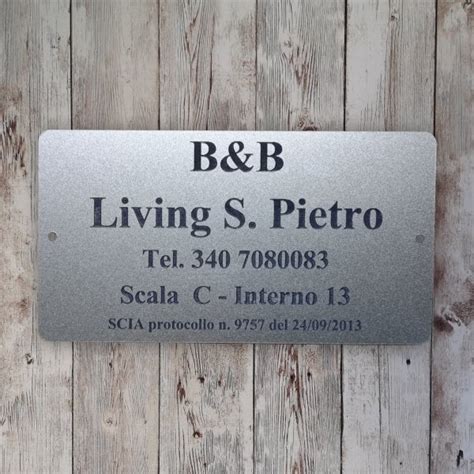 B&B
Living S. Pietro
Tel. 340 7080083
Scala C - Interno 13
SCIA protocollo n. 9757 del 24/09/2013